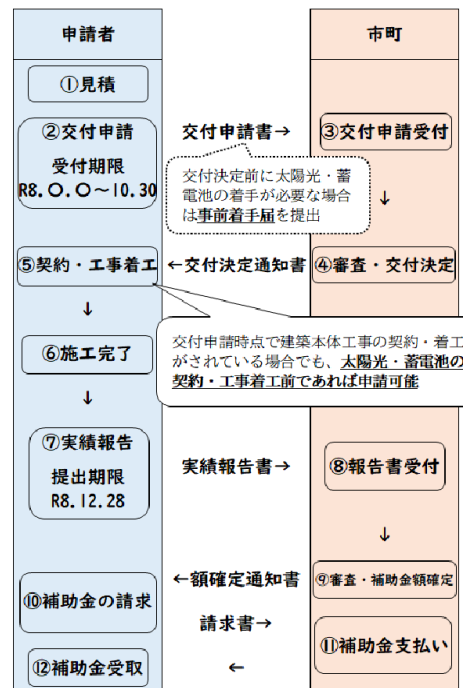 申請者
市町
①見積
②交付申請
受付期限
R8.〇.〇～10.30
交付申請書→
③交付申請受付
交付決定前に太陽光・蓄
電池の着手が必要な場合
は事前着手届を提出
↓
⑤契約・工事着工
←交付決定通知書
④審査・交付決定
↓
交付申請時点で建築本体工事の契約・着工
がされている場合でも、太陽光・蓄電池の
契約・工事着工前であれば申請可能
⑥施工完了
↓
⑦実績報告
提出期限
R8.12.28
実績報告書→
⑧報告書受付
↓
←額確定通知書
⑨審査・補助金額確定
⑩補助金の請求
請求書→
⑪補助金支払い
⑫補助金受取
←